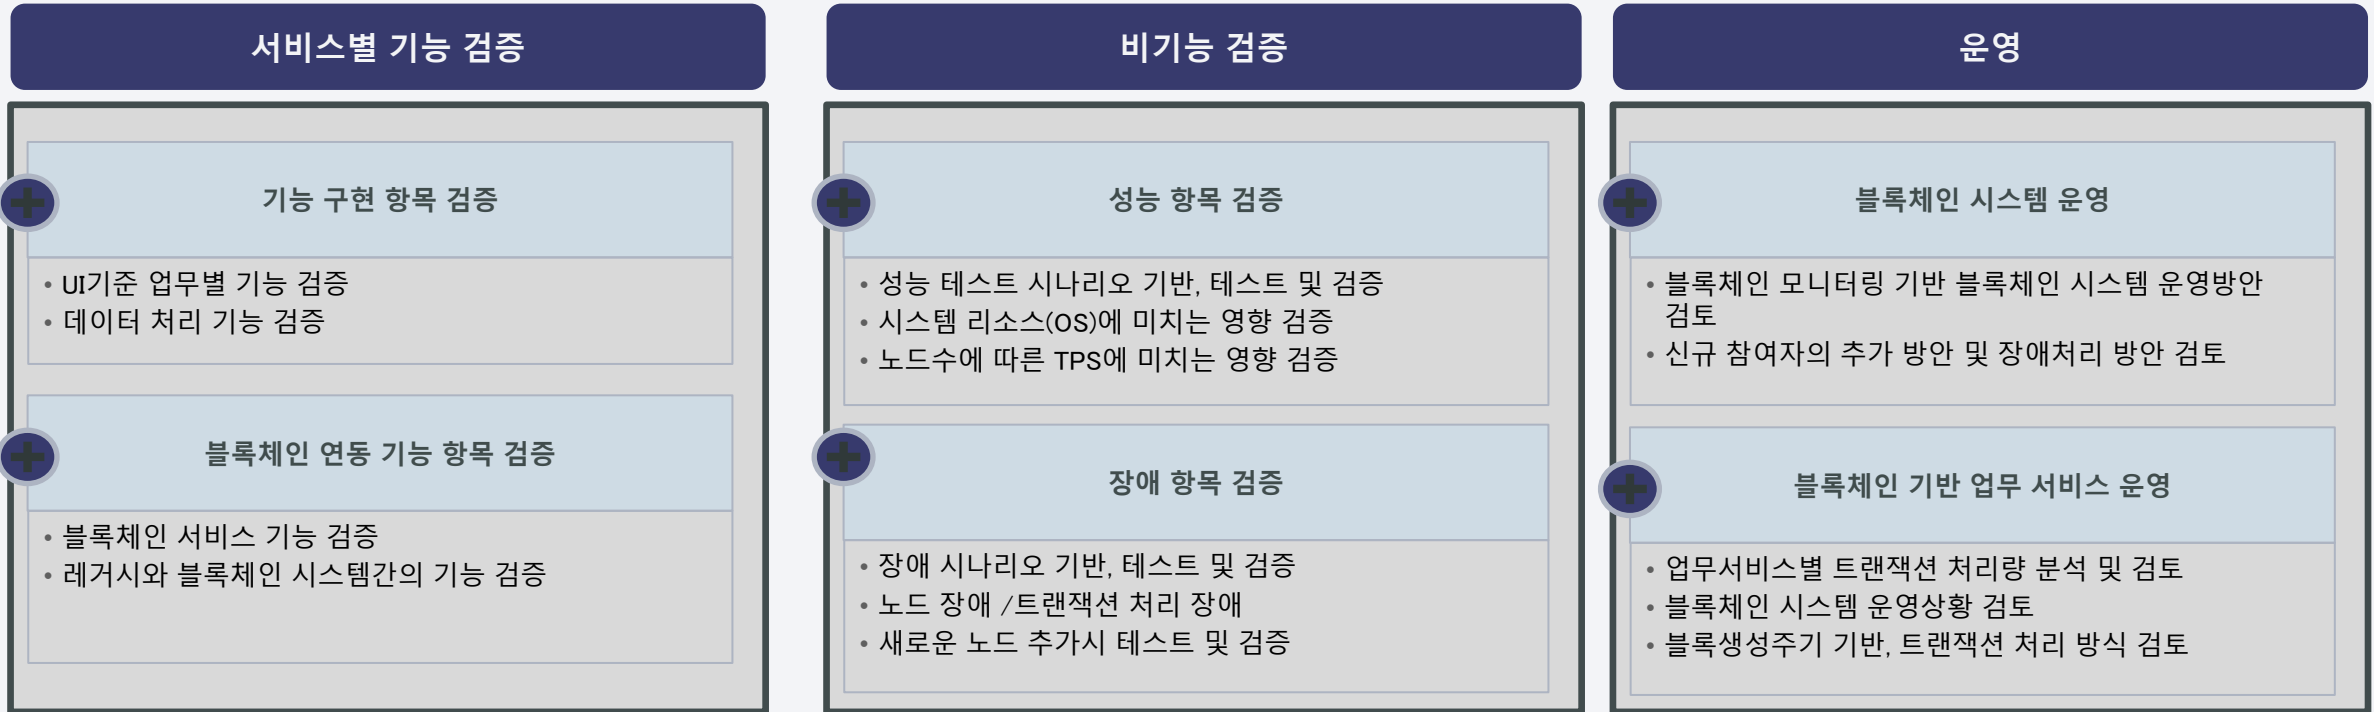 서비스별 기능 검증
기능 구현 항목 검증
• UI기준 업무별 기능 검증
• 데이터 처리 기능 검증
블록체인 연동 기능 항목 검증
• 블록체인 서비스 기능 검증
• 레거시와 블록체인 시스템간의 기능 검증
비기능 검증
성능 항목 검증
• 성능 테스트 시나리오 기반, 테스트 및 검증
• 시스템 리소스(OS)에 미치는 영향 검증
• 노드수에 따른 TPS에 미치는 영향 검증
장애 항목 검증
• 장애 시나리오 기반, 테스트 및 검증
• 노드 장애 /트랜잭션 처리 장애
• 새로운 노드 추가시 테스트 및 검증
운영
블록체인 시스템 운영
• 블록체인 모니터링 기반 블록체인 시스템 운영방안
검토
• 신규 참여자의 추가 방안 및 장애처리 방안 검토
블록체인 기반 업무 서비스 운영
• 업무서비스별 트랜잭션 처리량 분석 및 검토
• 블록체인 시스템 운영상황 검토
• 블록생성주기 기반, 트랜잭션 처리 방식 검토